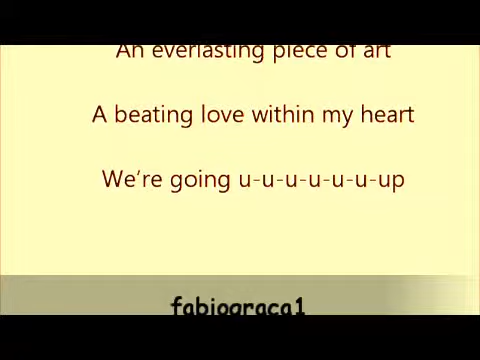 An everlasting piece of art
A beating love within my heart
We're going u-u-u-u-u-u-up
fabiograca1